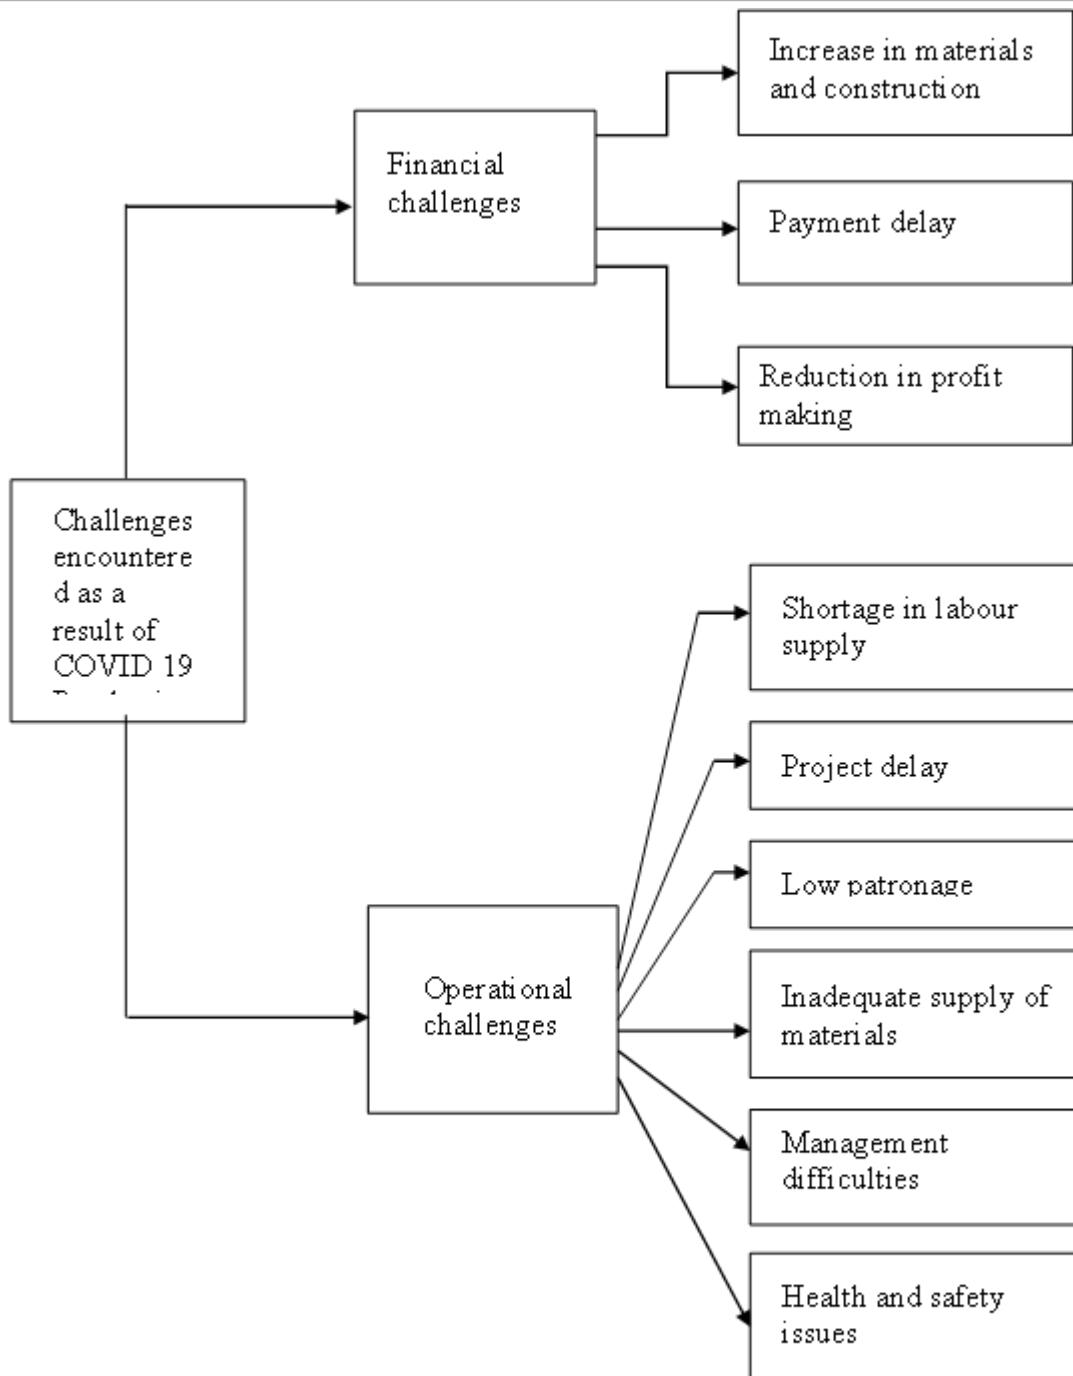 Increase in materials
and construction
Financial
challenges
Payment delay
Reduction in profit
making
Challenges
encountere
d as a
result of
COVID 19
Shortage in labour
supply
Project delay
Low patronage
Operational
challenges
Inadequate supply of
materials
Management
difficulties
Health and safety
issues